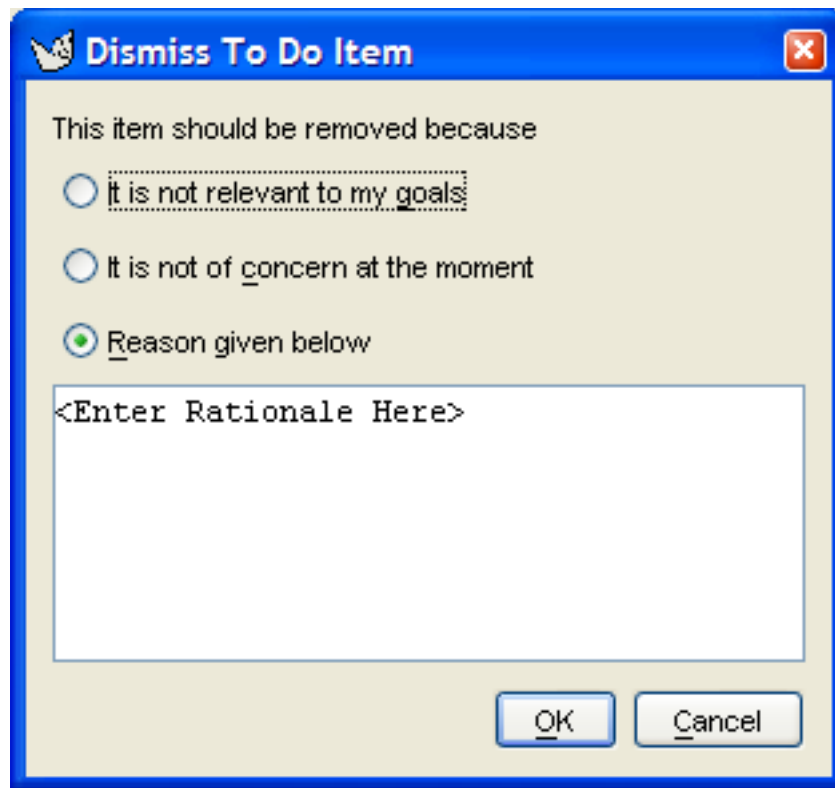 Dismiss To Do Item
This item should be removed because
It is not relevant to my goals
It is not of concern at the moment
Reason given below
<Enter Rationale Here>
OK
Cancel